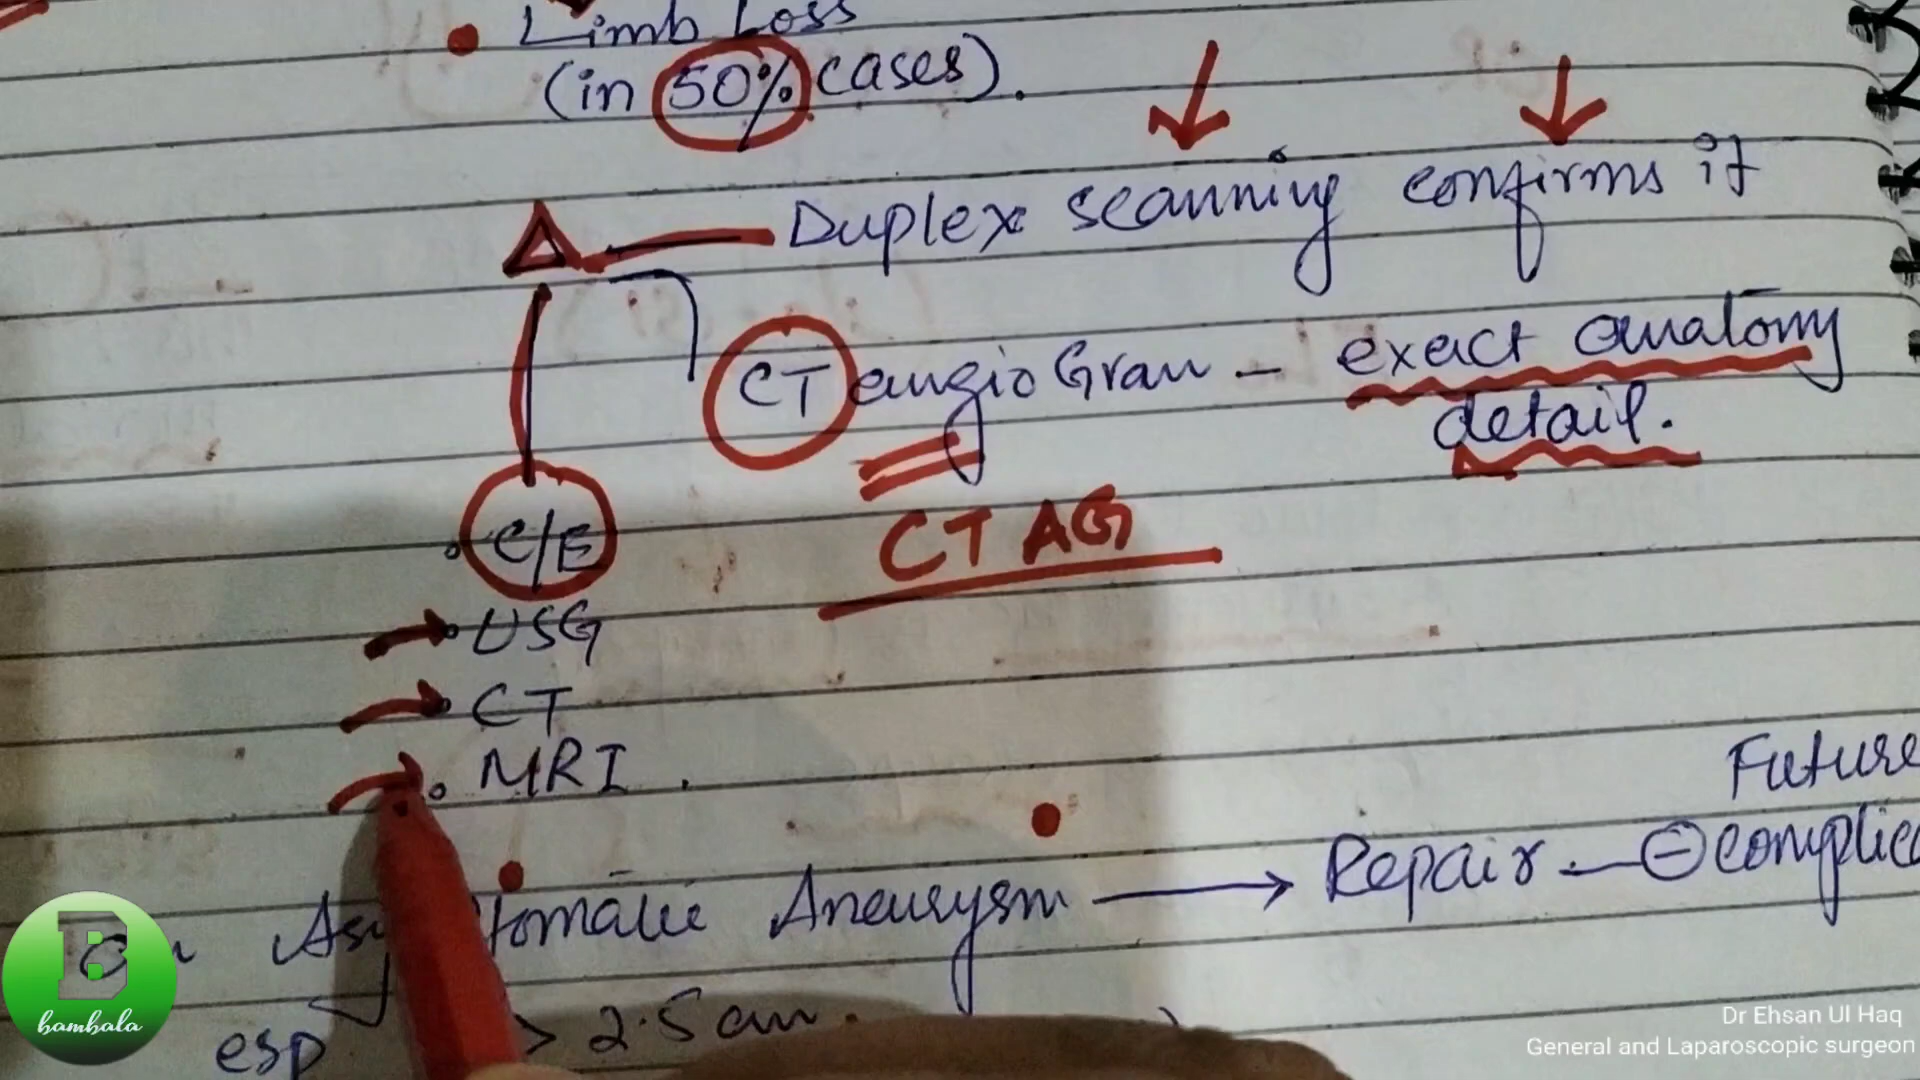 • Limb Loss
(in 50% cases).
Δ — Duplex scanning confirms it
CT angioGram – exact anatomy
detail.
CT AG
• C/E
• USG
• CT
• MRI.
Future
Aneurysm → Repair – ⊖ complic
esp > 2.5 cm.
B
bambala
Dr Ehsan Ul Haq
General and Laparoscopic surgeon